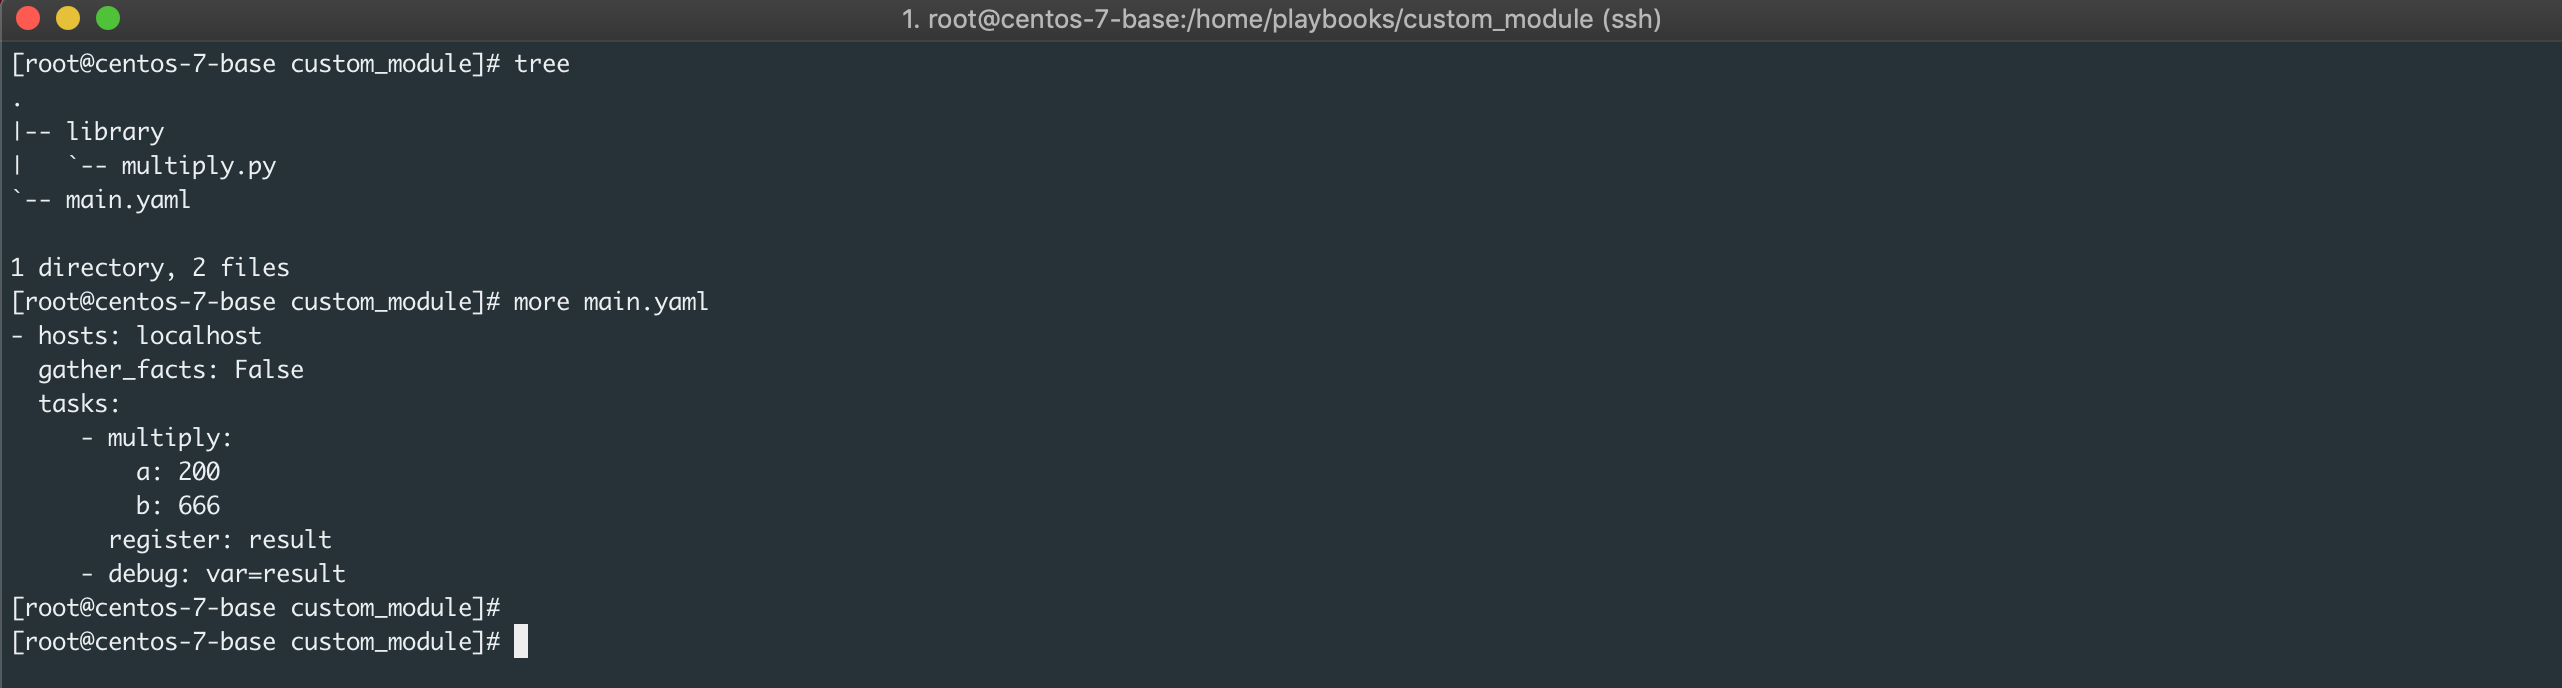 1. root@centos-7-base:/home/playbooks/custom_module (ssh)
[root@centos-7-base custom_module]# tree
.
|-- library
|   `-- multiply.py
`-- main.yaml

1 directory, 2 files
[root@centos-7-base custom_module]# more main.yaml
- hosts: localhost
  gather_facts: False
  tasks:
     - multiply:
         a: 200
         b: 666
       register: result
     - debug: var=result
[root@centos-7-base custom_module]#
[root@centos-7-base custom_module]#